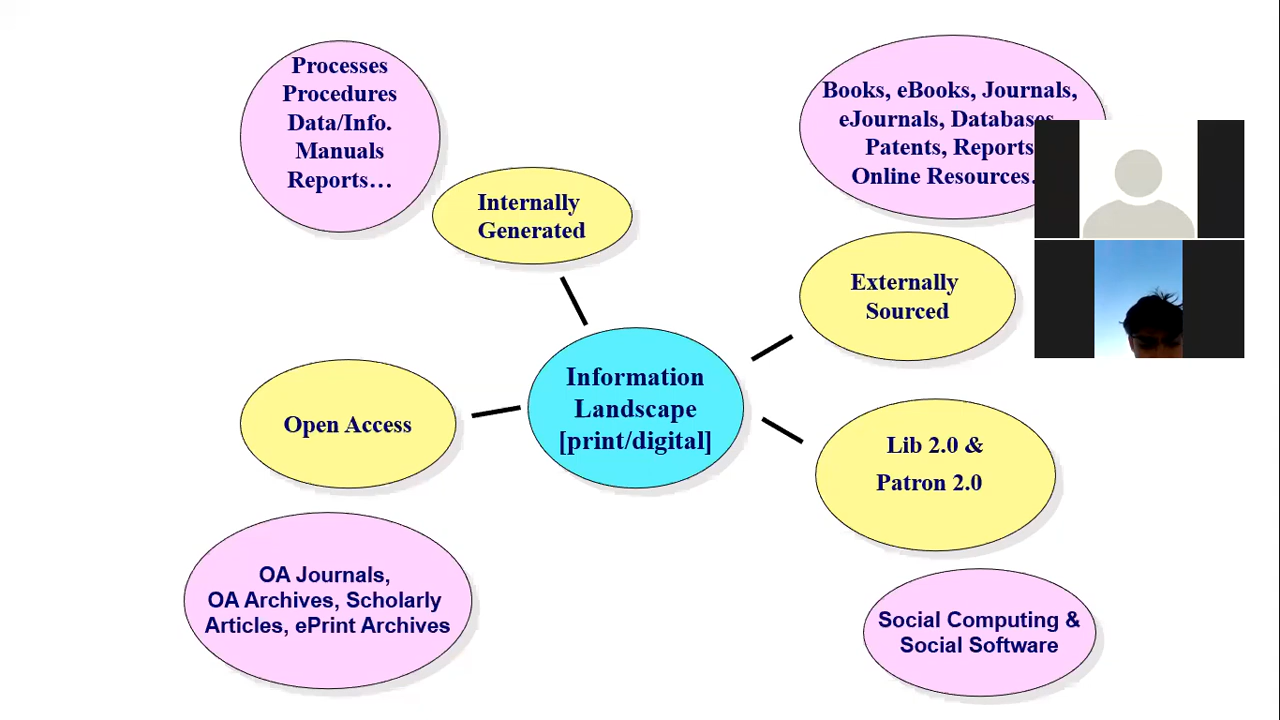 Processes
Procedures
Data/Info.
Manuals
Reports…
Internally
Generated
Books, eBooks, Journals,
eJournals, Databases
Patents, Reports
Online Resources.
Externally
Sourced
Information
Landscape
[print/digital]
Open Access
Lib 2.0 &
Patron 2.0
OA Journals,
OA Archives, Scholarly
Articles, ePrint Archives
Social Computing &
Social Software